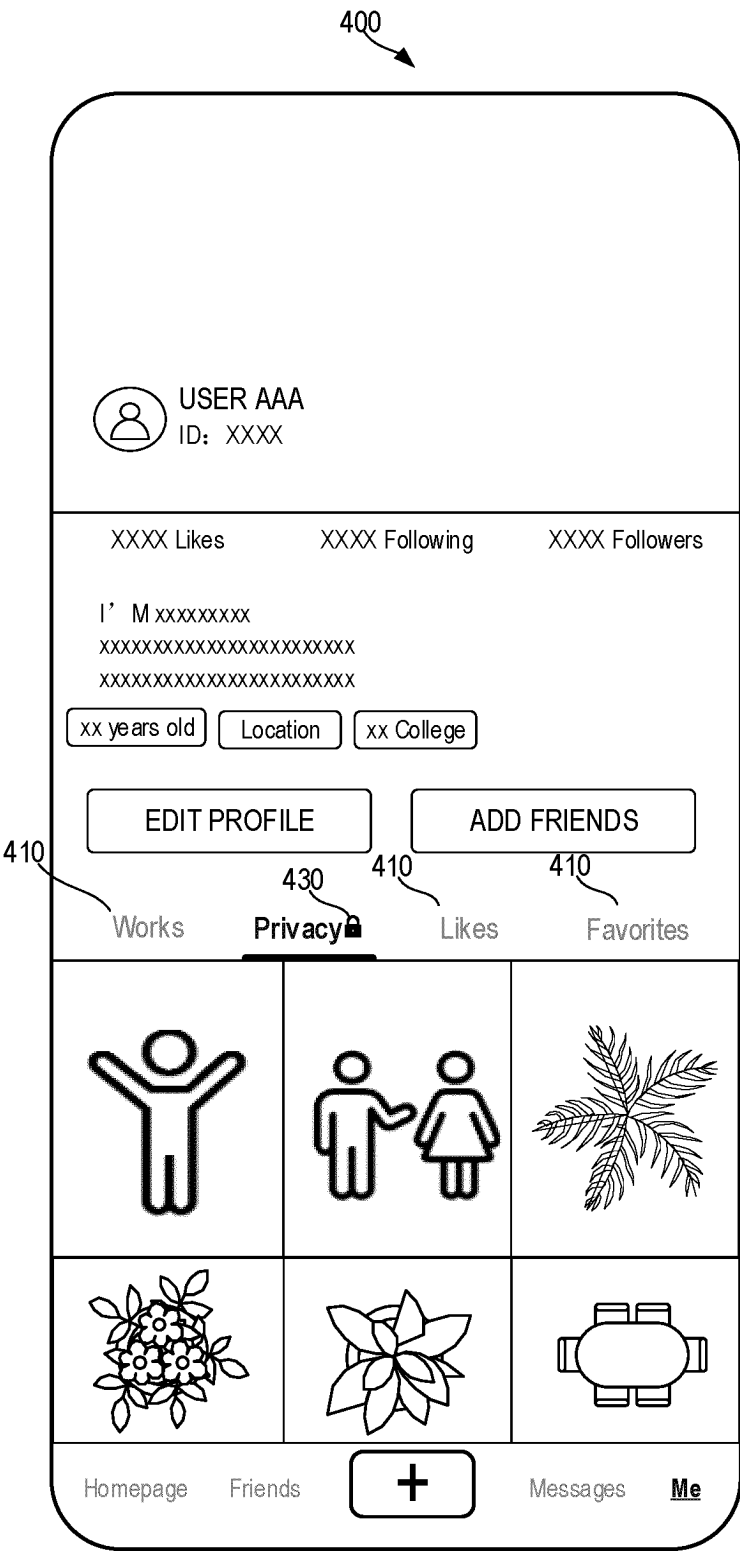 400
USER AAA
ID: XXXX
XXXX Likes XXXX Following XXXX Followers
I’ M xxxxxxxxx
xxxxxxxxxxxxxxxxxxxxxxxx
xxxxxxxxxxxxxxxxxxxxxxxx
xx years old Location xx College
EDIT PROFILE ADD FRIENDS
410 430 410 410
Works Privacy Likes Favorites
Homepage Friends + Messages Me